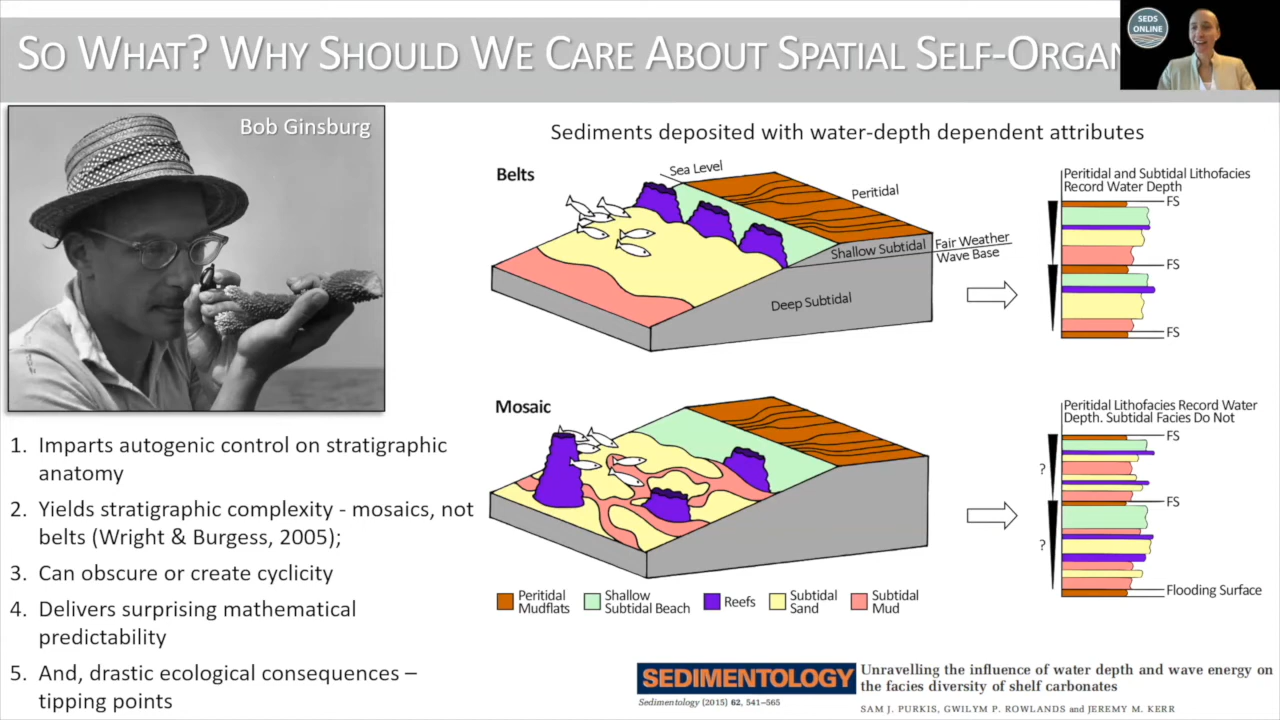 SO WHAT? WHY SHOULD WE CARE ABOUT SPATIAL SELF-ORGAN
SEDS
ONLINE
Bob Ginsburg
1. Imparts autogenic control on stratigraphic
anatomy
2. Yields stratigraphic complexity - mosaics, not
belts (Wright & Burgess, 2005);
3. Can obscure or create cyclicity
4. Delivers surprising mathematical
predictability
5. And, drastic ecological consequences –
tipping points
Sediments deposited with water-depth dependent attributes
Belts
Sea Level
Peritidal
Shallow Subtidal
Fair Weather
Wave Base
Deep Subtidal
Peritidal and Subtidal Lithofacies
Record Water Depth
FS
FS
FS
Mosaic
Peritidal Lithofacies Record Water
Depth. Subtidal Facies Do Not
FS
?
FS
?
Flooding Surface
Peritidal
Mudflats
Shallow
Subtidal Beach
Reefs
Subtidal
Sand
Subtidal
Mud
SEDIMENTOLOGY
Sedimentology (2015) 62, 541–565
Unravelling the influence of water depth and wave energy on
the facies diversity of shelf carbonates
SAM J. PURKIS, GWILYM P. ROWLANDS and JEREMY M. KERR